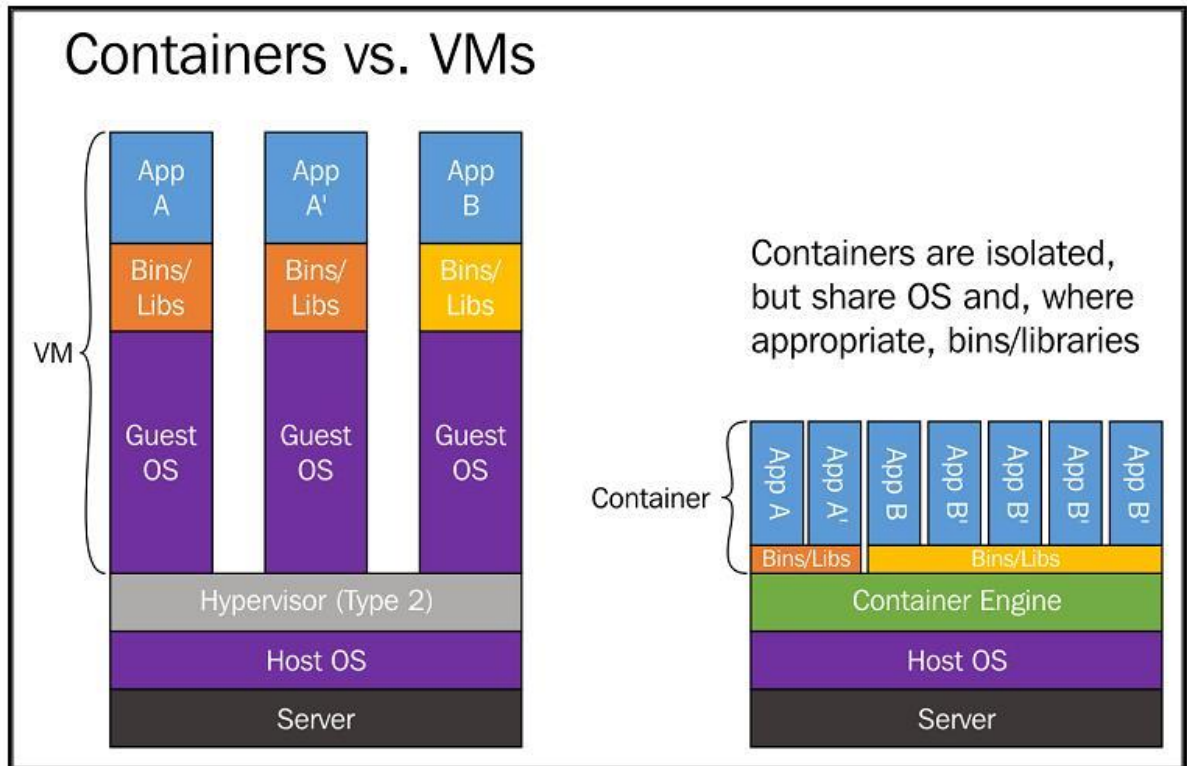 Containers vs. VMs
App
A
App
A'
App
B
Bins/
Libs
Bins/
Libs
Bins/
Libs
VM
Guest
OS
Guest
OS
Guest
OS
Hypervisor (Type 2)
Host OS
Server
Containers are isolated,
but share OS and, where
appropriate, bins/libraries
Container
App A
App A'
App B
App B'
App B'
App B'
App B'
Bins/Libs
Bins/Libs
Container Engine
Host OS
Server